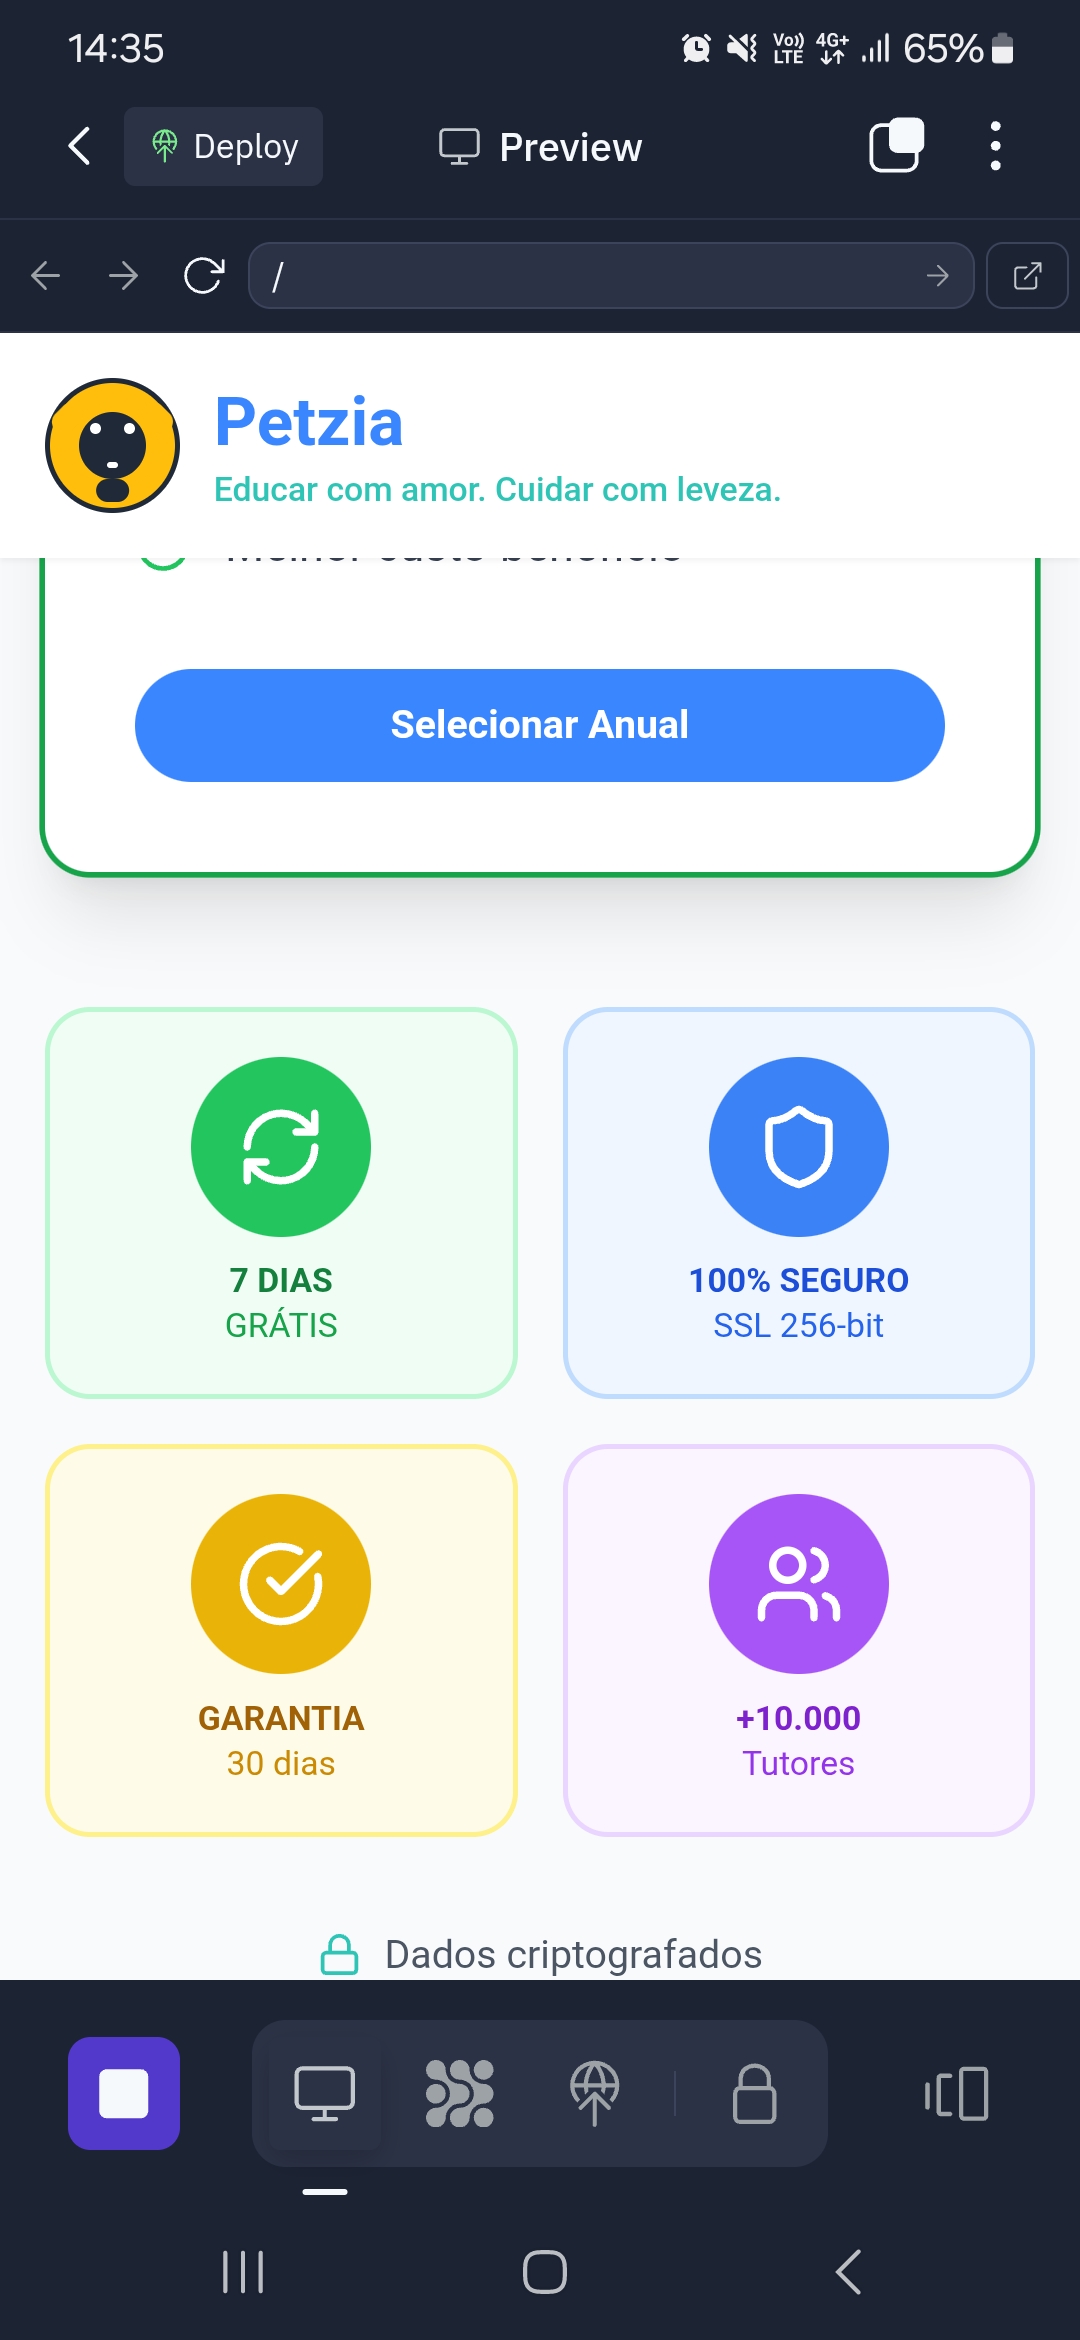 14:35
Vo)) LTE 4G+ 65%
Deploy
Preview
/
Petzia
Educar com amor. Cuidar com leveza.
Selecionar Anual
7 DIAS
GRÁTIS
100% SEGURO
SSL 256-bit
GARANTIA
30 dias
+10.000
Tutores
Dados criptografados